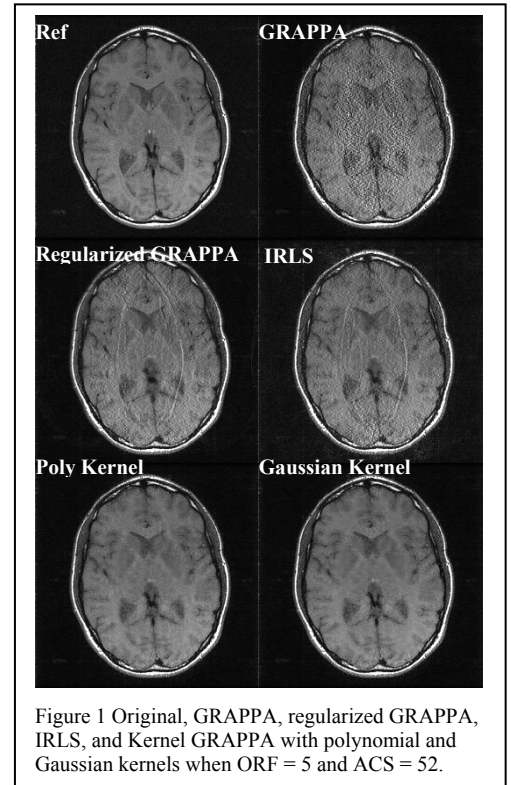 Ref GRAPPA
Regularized GRAPPA IRLS
Poly Kernel Gaussian Kernel
Figure 1 Original, GRAPPA, regularized GRAPPA,
IRLS, and Kernel GRAPPA with polynomial and
Gaussian kernels when ORF = 5 and ACS = 52.